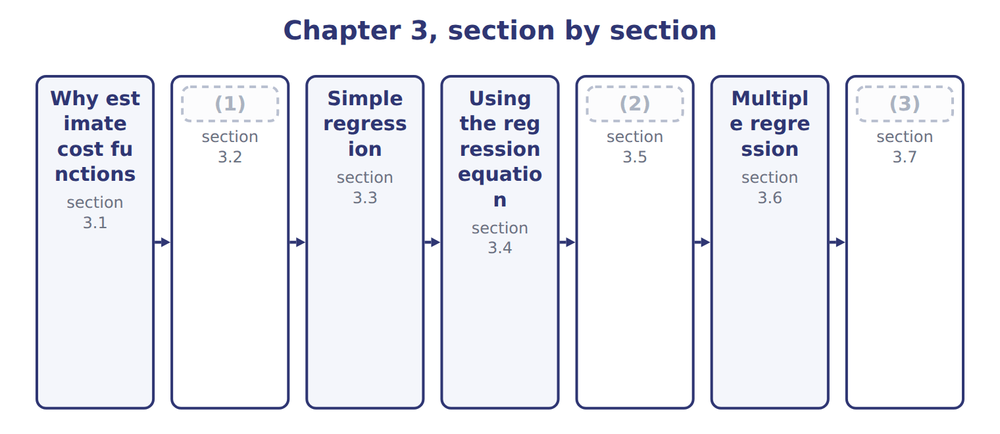 Chapter 3, section by section
Why est
imate
cost fu
nctions
section
3.1
(1)
section
3.2
Simple
regress
ion
section
3.3
Using
the reg
ression
equatio
n
section
3.4
(2)
section
3.5
Multipl
e regre
ssion
section
3.6
(3)
section
3.7